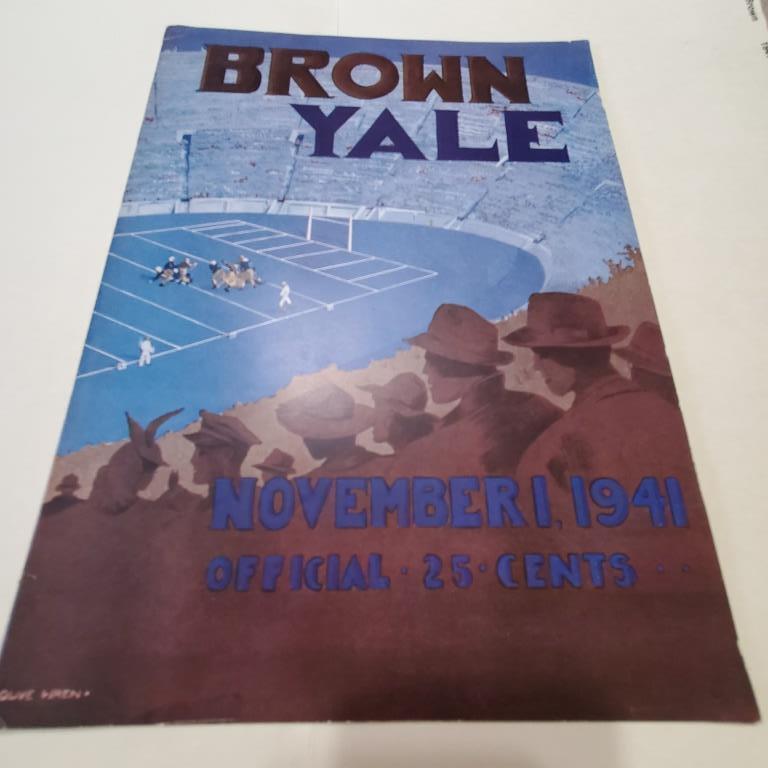 BROWN
YALE
NOVEMBER 1, 1941
OFFICIAL · 25 · CENTS · ·